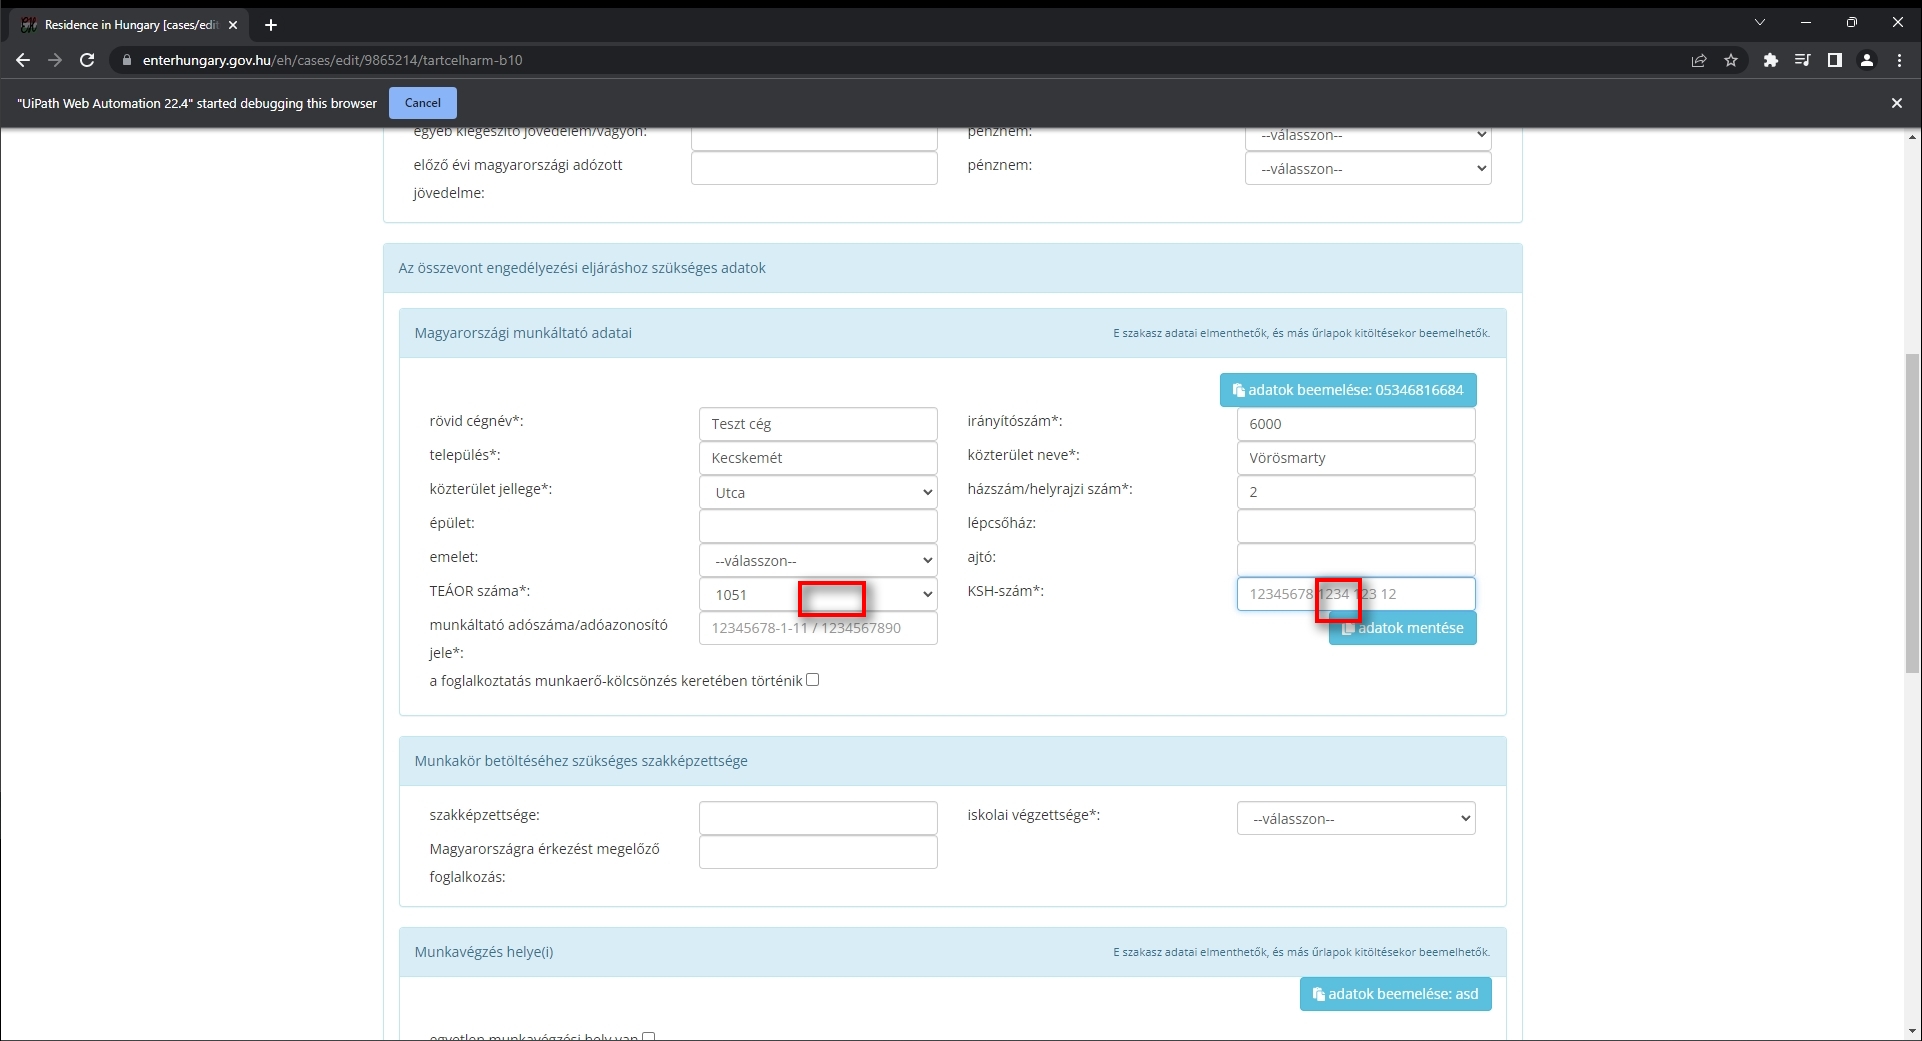 Residence in Hungary [cases/edit
enterhungary.gov.hu/eh/cases/edit/9865214/tartcelharm-b10
"UiPath Web Automation 22.4" started debugging this browser
Cancel
egyéb kiegészítő jövedelem/vagyon:
pénznem:
--válasszon--
előző évi magyarországi adózott jövedelme:
pénznem:
--válasszon--
Az összevont engedélyezési eljáráshoz szükséges adatok
Magyarországi munkáltató adatai
E szakasz adatai elmenthetők, és más űrlapok kitöltésekor beemelhetők.
adatok beemelése: 05346816684
rövid cégnév*:
Teszt cég
irányítószám*:
6000
település*:
Kecskemét
közterület neve*:
Vörösmarty
közterület jellege*:
Utca
házszám/helyrajzi szám*:
2
épület:
lépcsőház:
emelet:
--válasszon--
ajtó:
TEÁOR száma*:
1051
KSH-szám*:
12345678 1234 123 12
munkáltató adószáma/adóazonosító jele*:
12345678-1-11 / 1234567890
adatok mentése
a foglalkoztatás munkaerő-kölcsönzés keretében történik
Munkakör betöltéséhez szükséges szakképzettsége
szakképzettsége:
iskolai végzettsége*:
--válasszon--
Magyarországra érkezést megelőző foglalkozás:
Munkavégzés helye(i)
E szakasz adatai elmenthetők, és más űrlapok kitöltésekor beemelhetők.
adatok beemelése: asd
egyetlen munkavégzési hely van